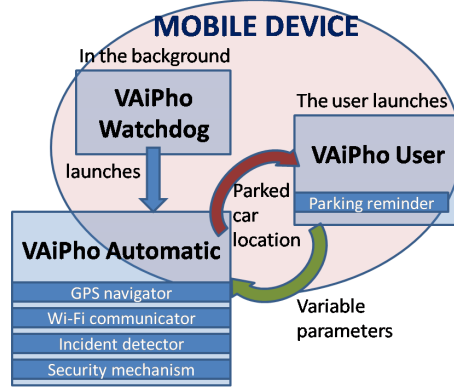 MOBILE DEVICE
In the background
VAiPho
Watchdog
The user launches
VAiPho User
Parking reminder
launches
Parked
car
location
VAiPho Automatic
GPS navigator
Wi-Fi communicator
Incident detector
Security mechanism
Variable
parameters